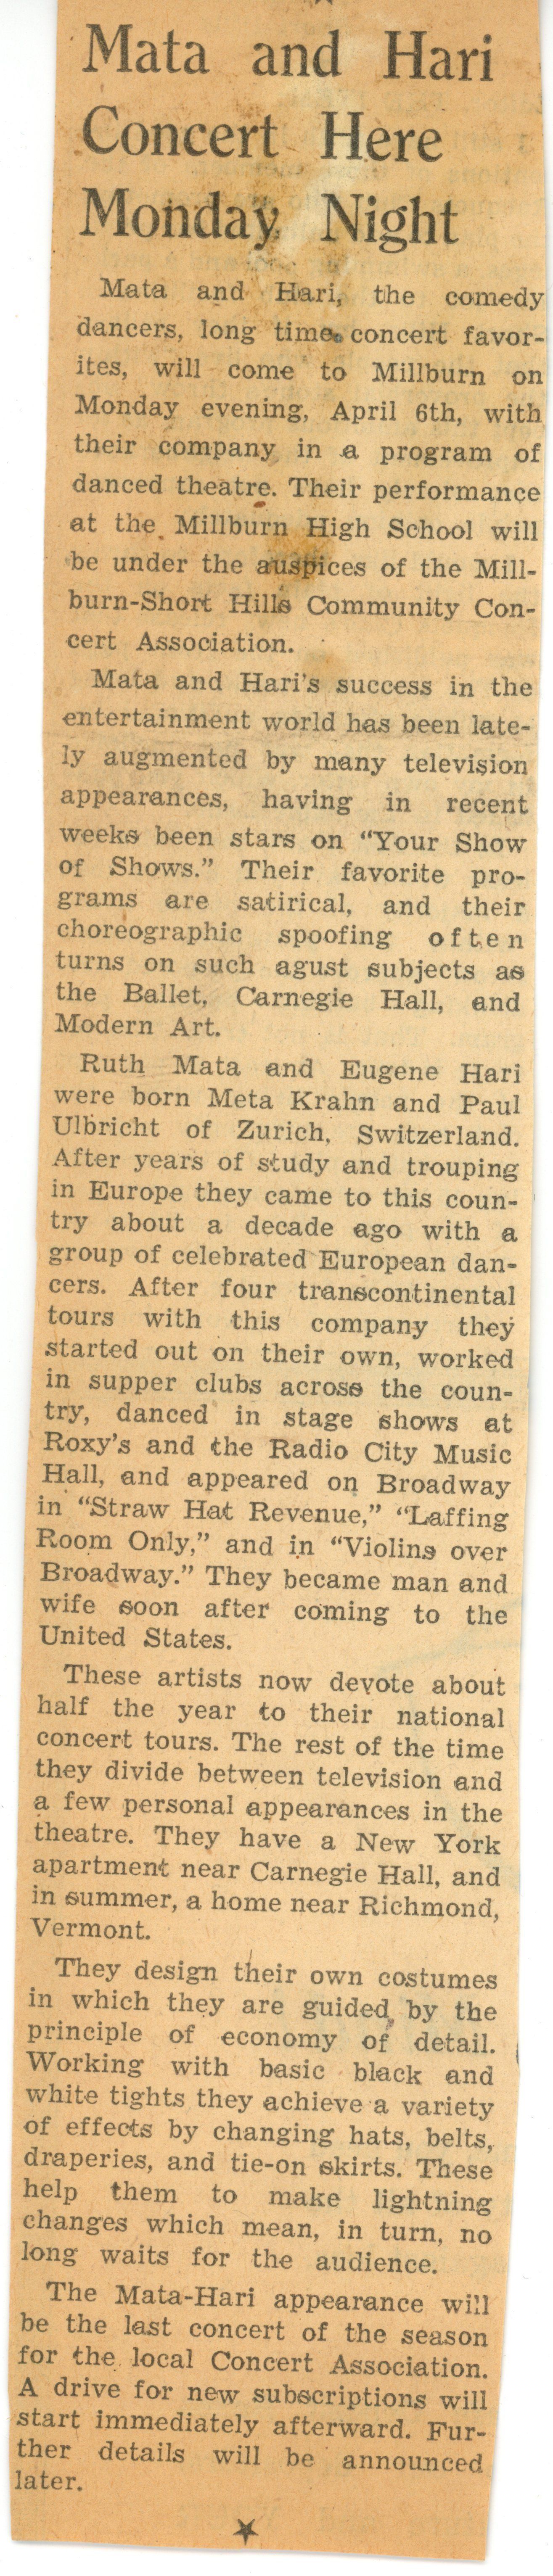 Mata and Hari
Concert Here
Monday Night
Mata and Hari, the comedy
dancers, long time concert favor-
ites, will come to Millburn on
Monday evening, April 6th, with
their company in a program of
danced theatre. Their performance
at the Millburn High School will
be under the auspices of the Mill-
burn-Short Hills Community Con-
cert Association.
Mata and Hari's success in the
entertainment world has been late-
ly augmented by many television
appearances, having in recent
weeks been stars on "Your Show
of Shows." Their favorite pro-
grams are satirical, and their
choreographic spoofing often
turns on such agust subjects as
the Ballet, Carnegie Hall, and
Modern Art.
Ruth Mata and Eugene Hari
were born Meta Krahn and Paul
Ulbricht of Zurich, Switzerland.
After years of study and trouping
in Europe they came to this coun-
try about a decade ago with a
group of celebrated European dan-
cers. After four transcontinental
tours with this company they
started out on their own, worked
in supper clubs across the coun-
try, danced in stage shows at
Roxy's and the Radio City Music
Hall, and appeared on Broadway
in "Straw Hat Revenue," "Laffing
Room Only," and in "Violins over
Broadway." They became man and
wife soon after coming to the
United States.
These artists now devote about
half the year to their national
concert tours. The rest of the time
they divide between television and
a few personal appearances in the
theatre. They have a New York
apartment near Carnegie Hall, and
in summer, a home near Richmond,
Vermont.
They design their own costumes
in which they are guided by the
principle of economy of detail.
Working with basic black and
white tights they achieve a variety
of effects by changing hats, belts,
draperies, and tie-on skirts. These
help them to make lightning
changes which mean, in turn, no
long waits for the audience.
The Mata-Hari appearance will
be the last concert of the season
for the local Concert Association.
A drive for new subscriptions will
start immediately afterward. Fur-
ther details will be announced
later.